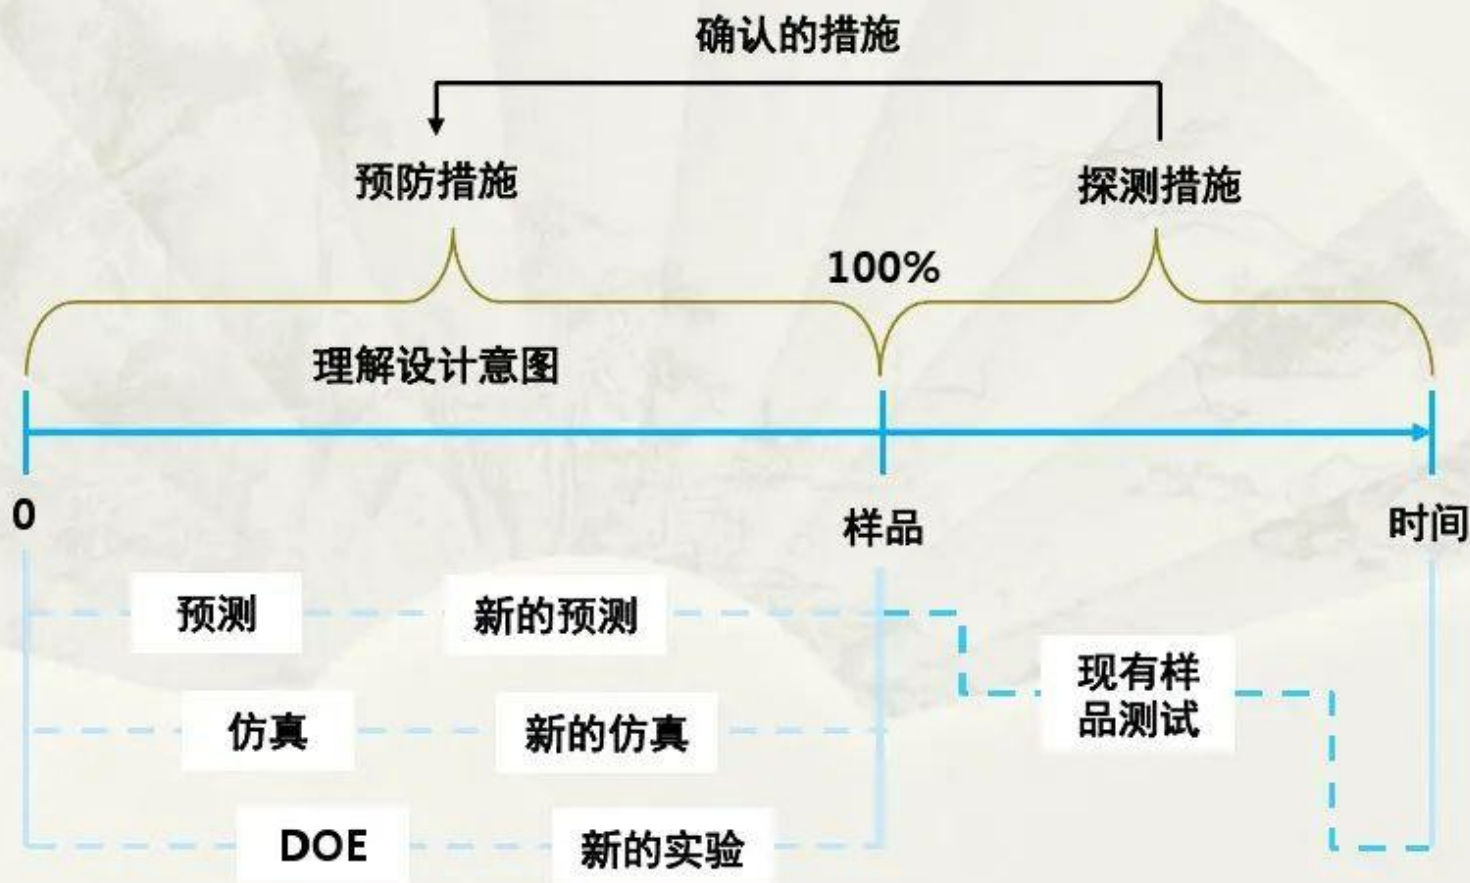 确认的措施
预防措施
探测措施
100%
理解设计意图
0
样品
时间
预测
新的预测
现有样
品测试
仿真
新的仿真
DOE
新的实验